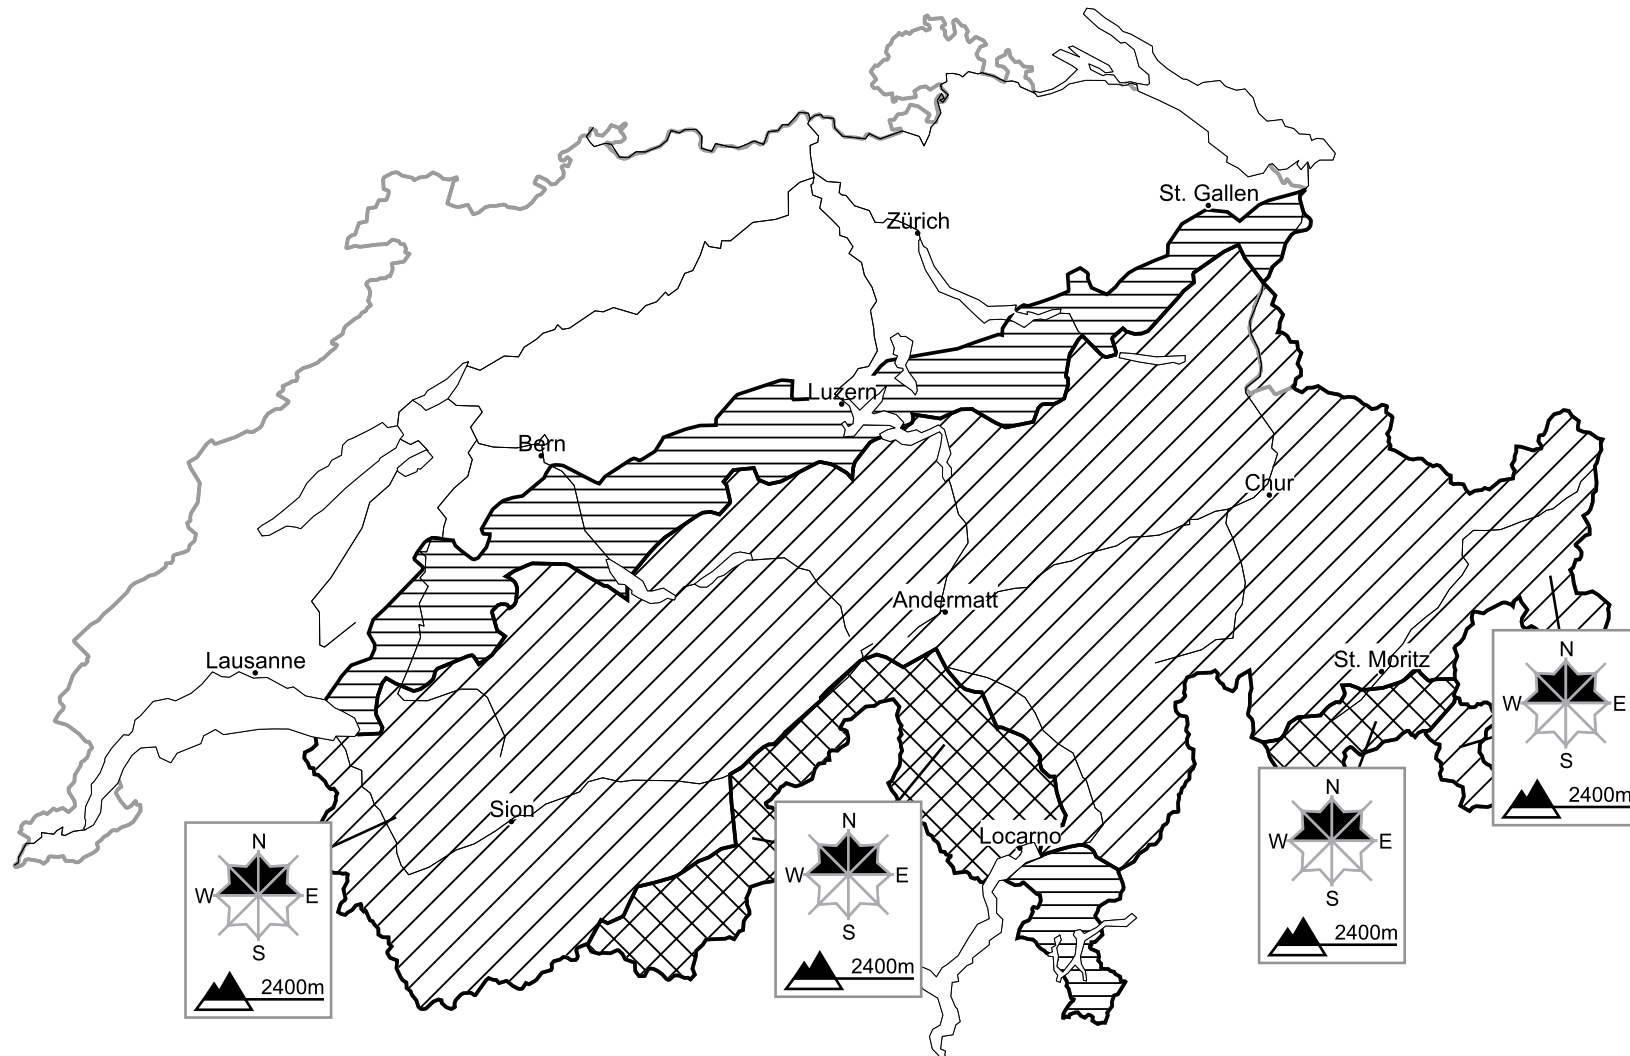 St. Gallen
Zürich
Luzern
Bern
Chur
Andermatt
Lausanne
St. Moritz
Sion
Locarno
N
W
E
S
2400m
N
W
E
S
2400m
N
W
E
S
2400m
N
W
E
S
2400m